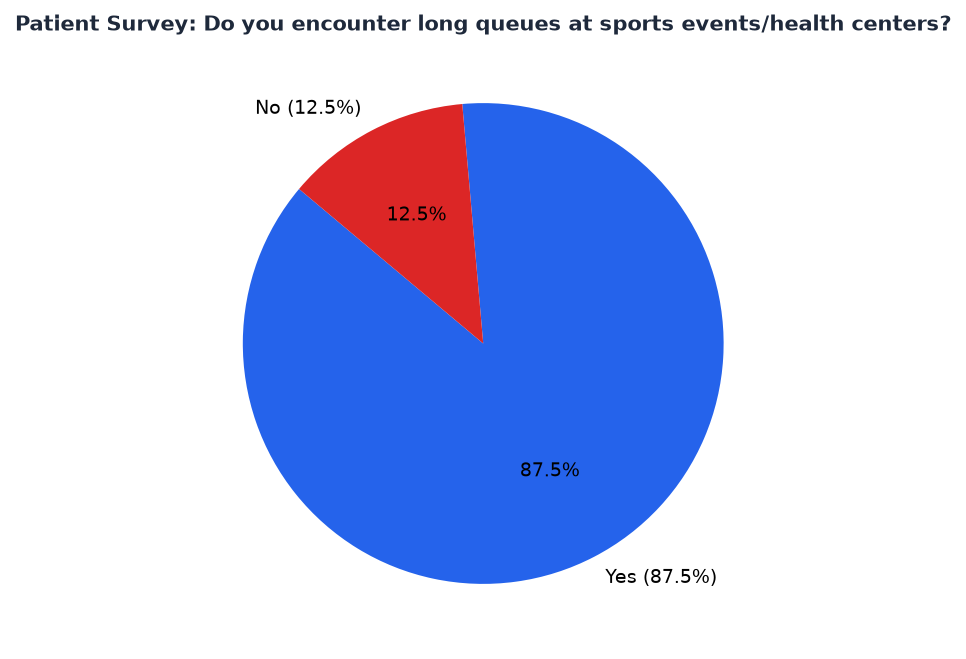 Patient Survey: Do you encounter long queues at sports events/health centers?
No (12.5%)
12.5%
87.5%
Yes (87.5%)